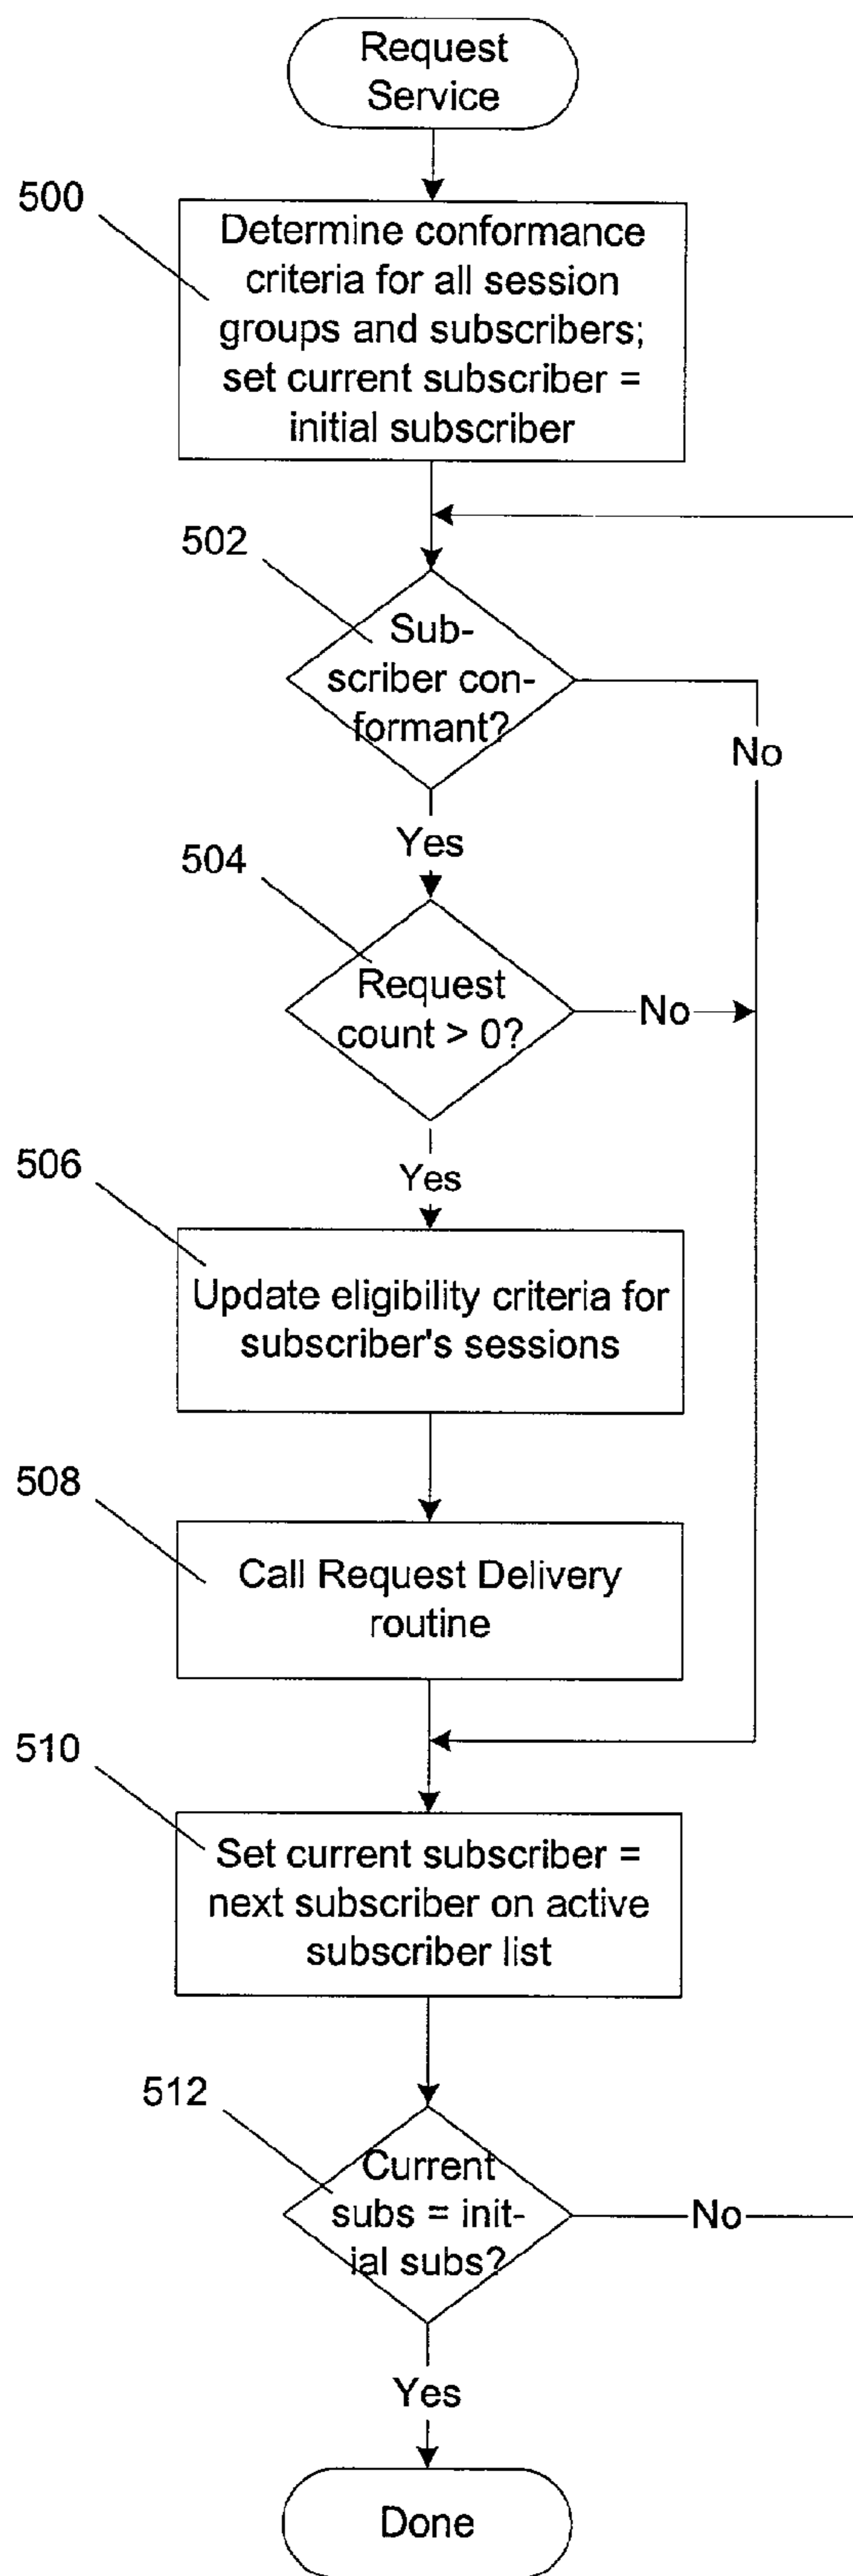 Request
Service
500
Determine conformance
criteria for all session
groups and subscribers;
set current subscriber =
initial subscriber
502
Sub-
scriber con-
formant?
No
Yes
504
Request
count > 0?
No
Yes
506
Update eligibility criteria for
subscriber's sessions
508
Call Request Delivery
routine
510
Set current subscriber =
next subscriber on active
subscriber list
512
Current
subs = init-
ial subs?
No
Yes
Done